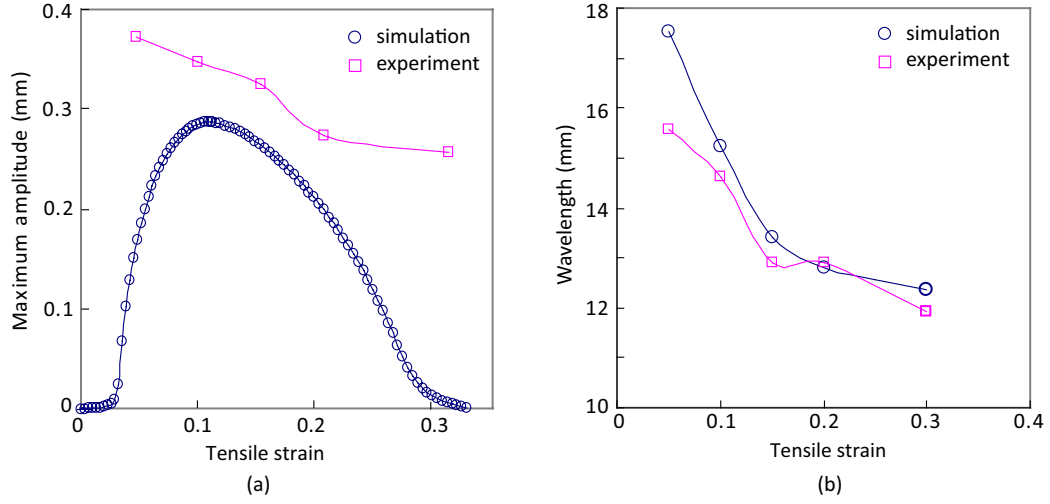 0.4
0.3
0.2
0.1
0
Maximum amplitude (mm)
simulation
experiment
0
0.1
0.2
0.3
Tensile strain
(a)
18
16
14
12
10
Wavelength (mm)
simulation
experiment
0
0.1
0.2
0.3
0.4
Tensile strain
(b)